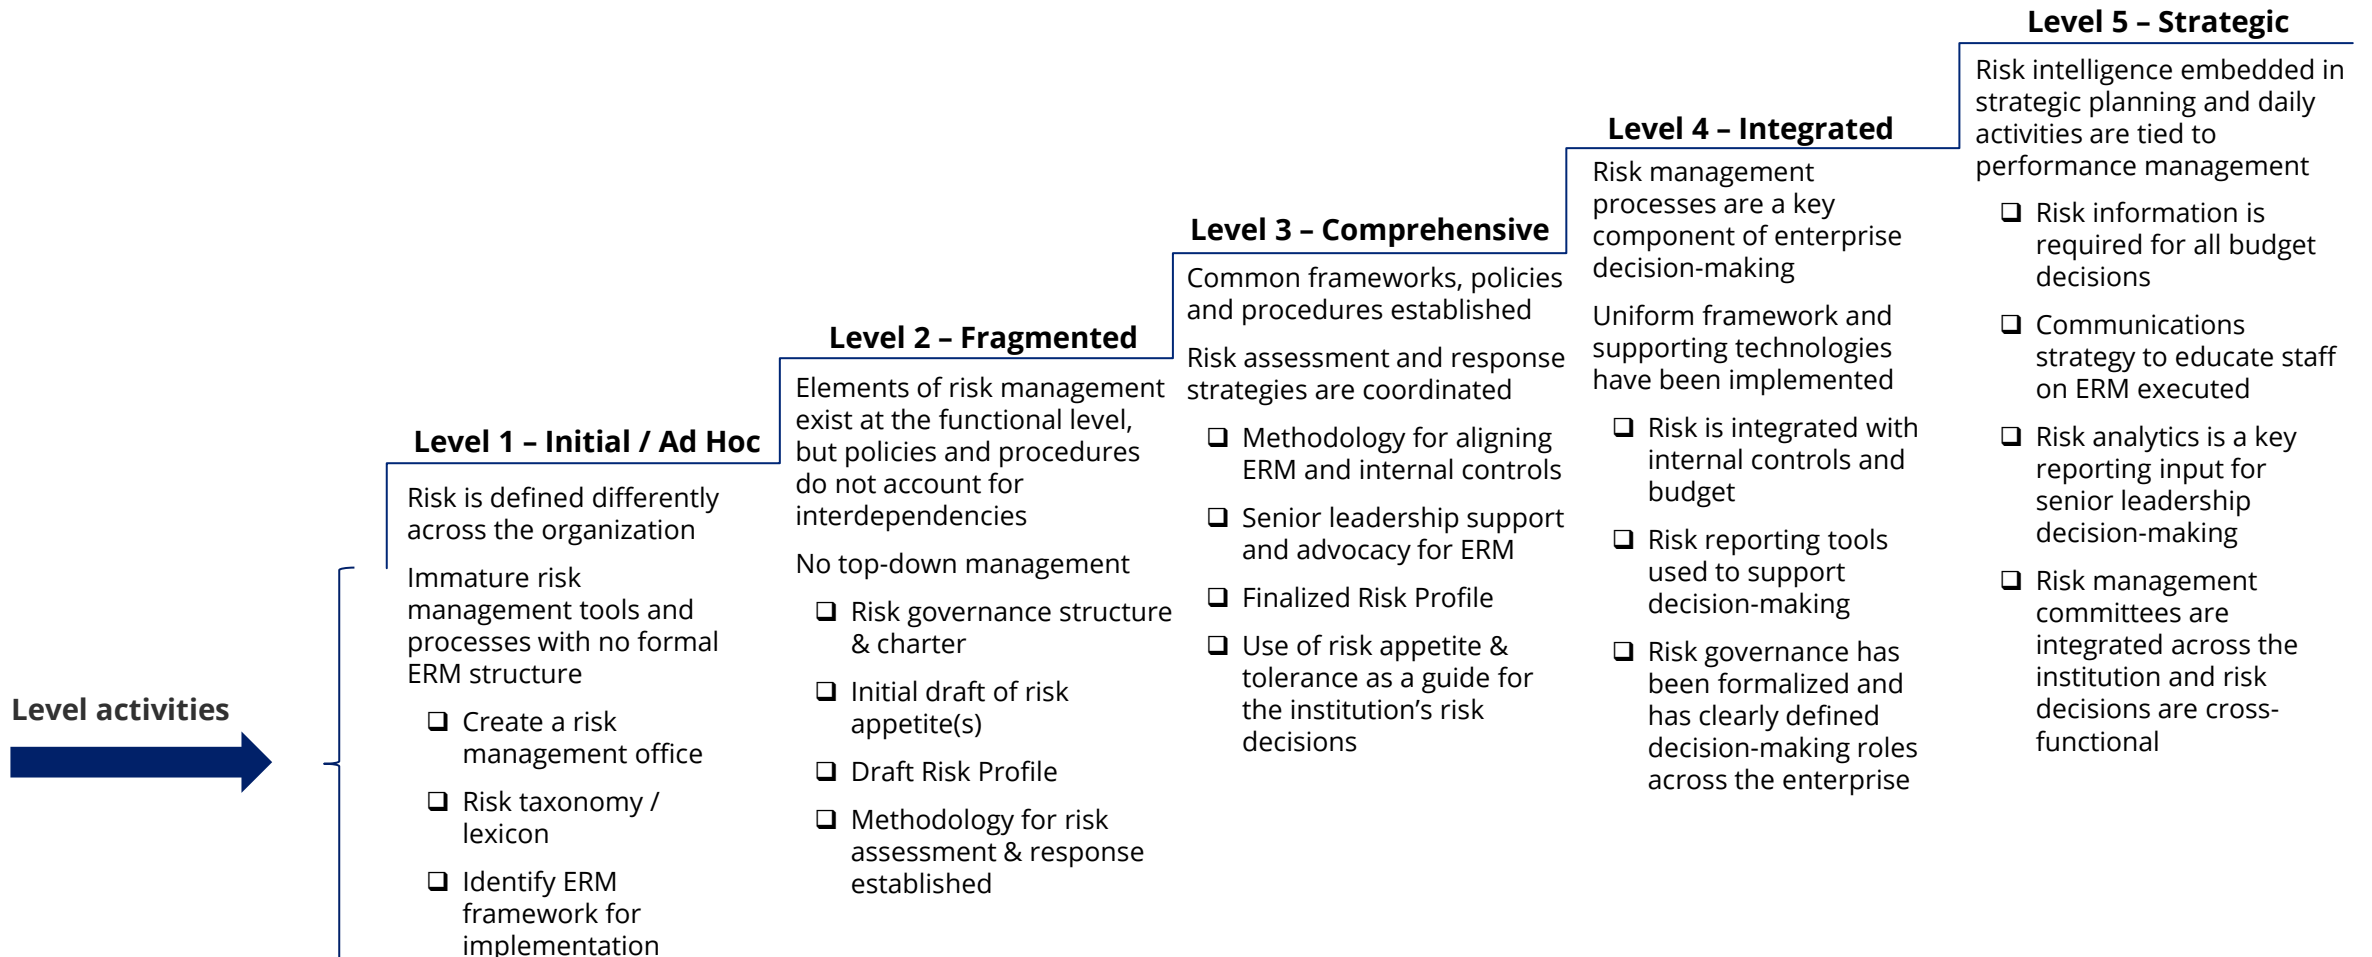 Level activities
Level 1 – Initial / Ad Hoc
Risk is defined differently
across the organization
Immature risk
management tools and
processes with no formal
ERM structure
❑ Create a risk
management office
❑ Risk taxonomy /
lexicon
❑ Identify ERM
framework for
implementation
Level 2 – Fragmented
Elements of risk management
exist at the functional level,
but policies and procedures
do not account for
interdependencies
No top-down management
❑ Risk governance structure
& charter
❑ Initial draft of risk
appetite(s)
❑ Draft Risk Profile
❑ Methodology for risk
assessment & response
established
Level 3 – Comprehensive
Common frameworks, policies
and procedures established
Risk assessment and response
strategies are coordinated
❑ Methodology for aligning
ERM and internal controls
❑ Senior leadership support
and advocacy for ERM
❑ Finalized Risk Profile
❑ Use of risk appetite &
tolerance as a guide for
the institution’s risk
decisions
Level 4 – Integrated
Risk management
processes are a key
component of enterprise
decision-making
Uniform framework and
supporting technologies
have been implemented
❑ Risk is integrated with
internal controls and
budget
❑ Risk reporting tools
used to support
decision-making
❑ Risk governance has
been formalized and
has clearly defined
decision-making roles
across the enterprise
Level 5 – Strategic
Risk intelligence embedded in
strategic planning and daily
activities are tied to
performance management
❑ Risk information is
required for all budget
decisions
❑ Communications
strategy to educate staff
on ERM executed
❑ Risk analytics is a key
reporting input for
senior leadership
decision-making
❑ Risk management
committees are
integrated across the
institution and risk
decisions are cross-
functional